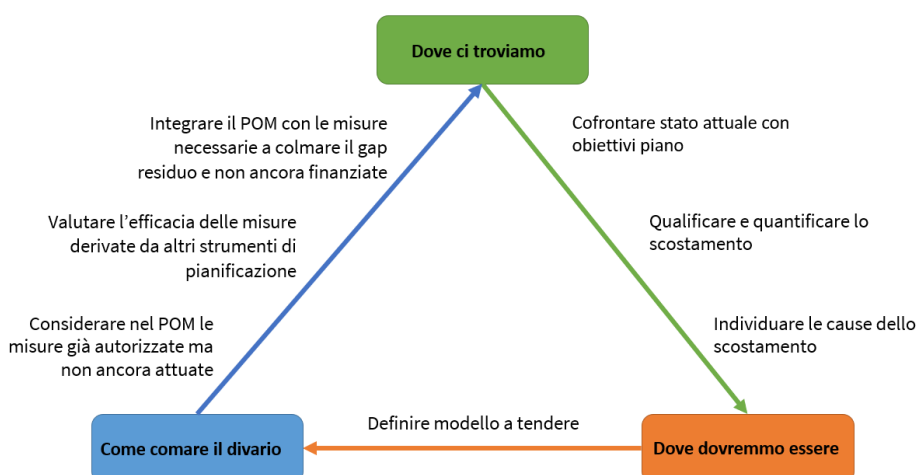 Dove ci troviamo
Integrare il POM con le misure
necessarie a colmare il gap
residuo e non ancora finanziate
Cofrontare stato attuale con
obiettivi piano
Valutare l’efficacia delle misure
derivate da altri strumenti di
pianificazione
Qualificare e quantificare lo
scostamento
Considerare nel POM le
misure già autorizzate ma
non ancora attuate
Individuare le cause dello
scostamento
Come comare il divario
Definire modello a tendere
Dove dovremmo essere